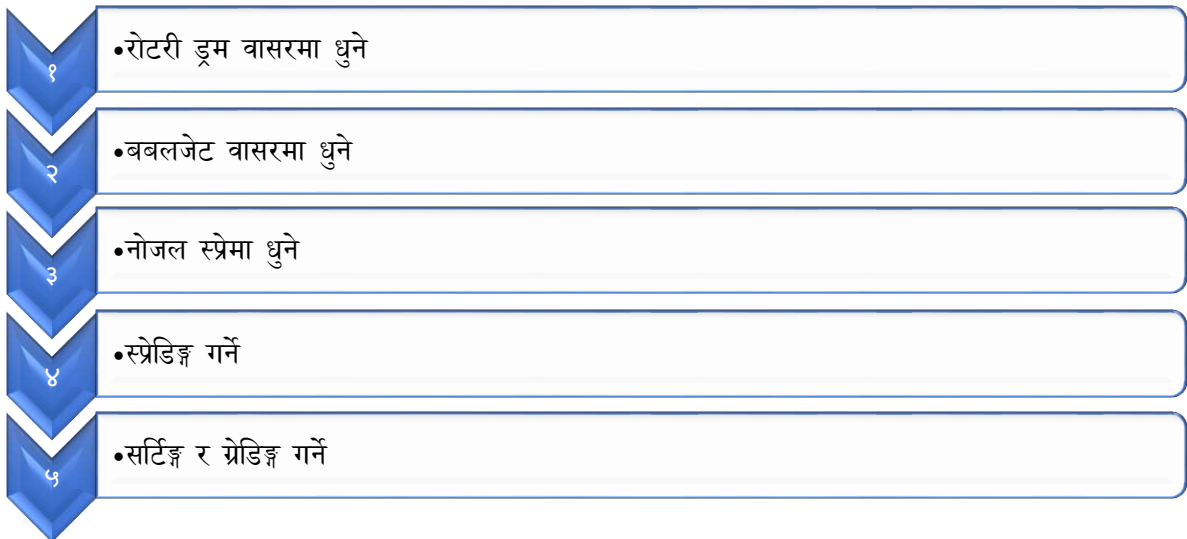 १
•रोटरी ड्रम वासरमा धुने
२
•बबलजेट वासरमा धुने
३
•नोजल स्प्रेमा धुने
४
•स्प्रेडिङ्ग गर्ने
५
•सर्टिङ्ग र ग्रेडिङ्ग गर्ने